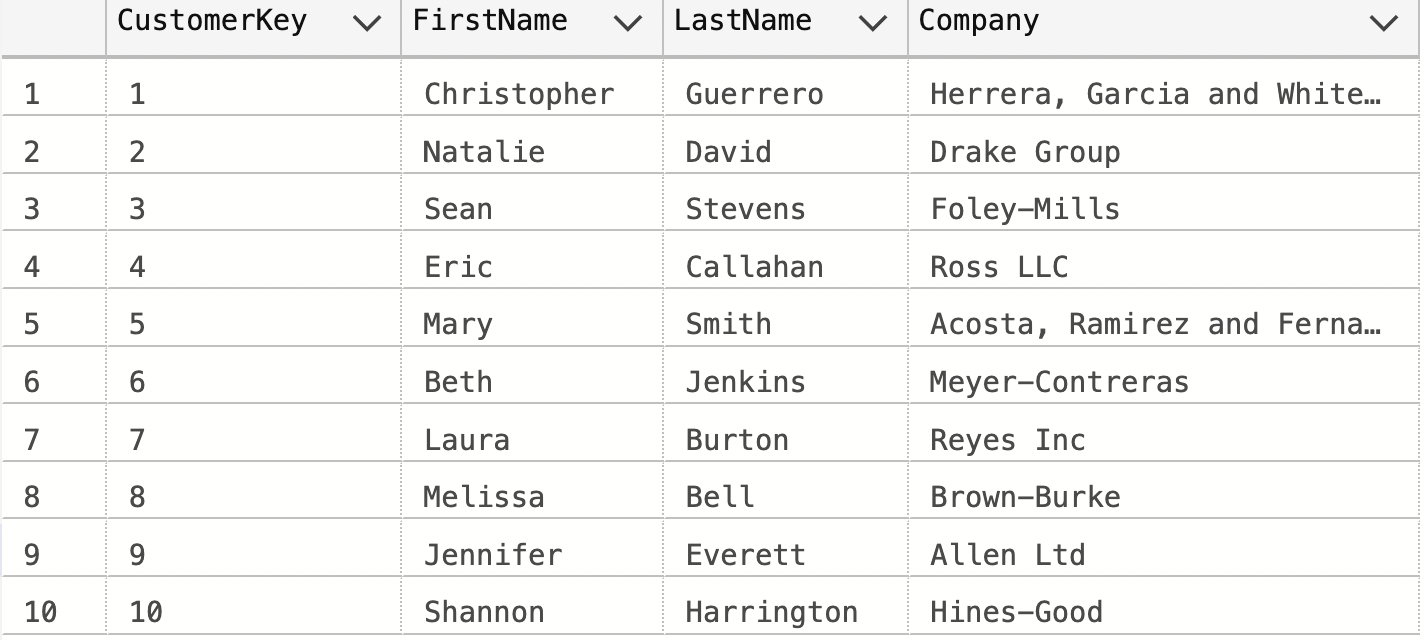 CustomerKey FirstName LastName Company
1 1 Christopher Guerrero Herrera, Garcia and White…
2 2 Natalie David Drake Group
3 3 Sean Stevens Foley-Mills
4 4 Eric Callahan Ross LLC
5 5 Mary Smith Acosta, Ramirez and Ferna…
6 6 Beth Jenkins Meyer-Contreras
7 7 Laura Burton Reyes Inc
8 8 Melissa Bell Brown-Burke
9 9 Jennifer Everett Allen Ltd
10 10 Shannon Harrington Hines-Good